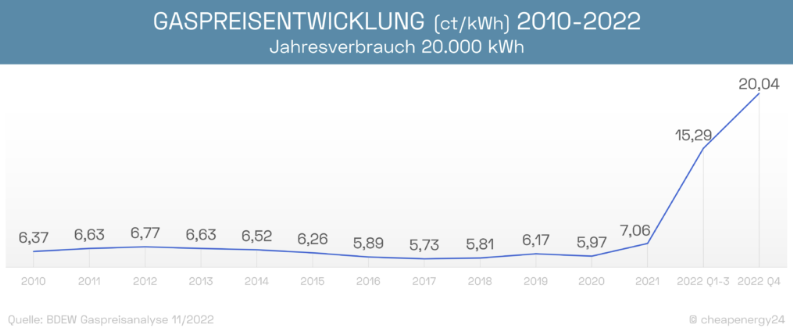 GASPREISENTWICKLUNG (ct/kWh) 2010-2022
Jahresverbrauch 20.000 kWh
20,04
15,29
6,37 6,63 6,77 6,63 6,52 6,26 5,89 5,73 5,81 6,17 5,97 7,06
2010 2011 2012 2013 2014 2015 2016 2017 2018 2019 2020 2021 2022 Q1-3 2022 Q4
Quelle: BDEW Gaspreisanalyse 11/2022 © cheapenergy24